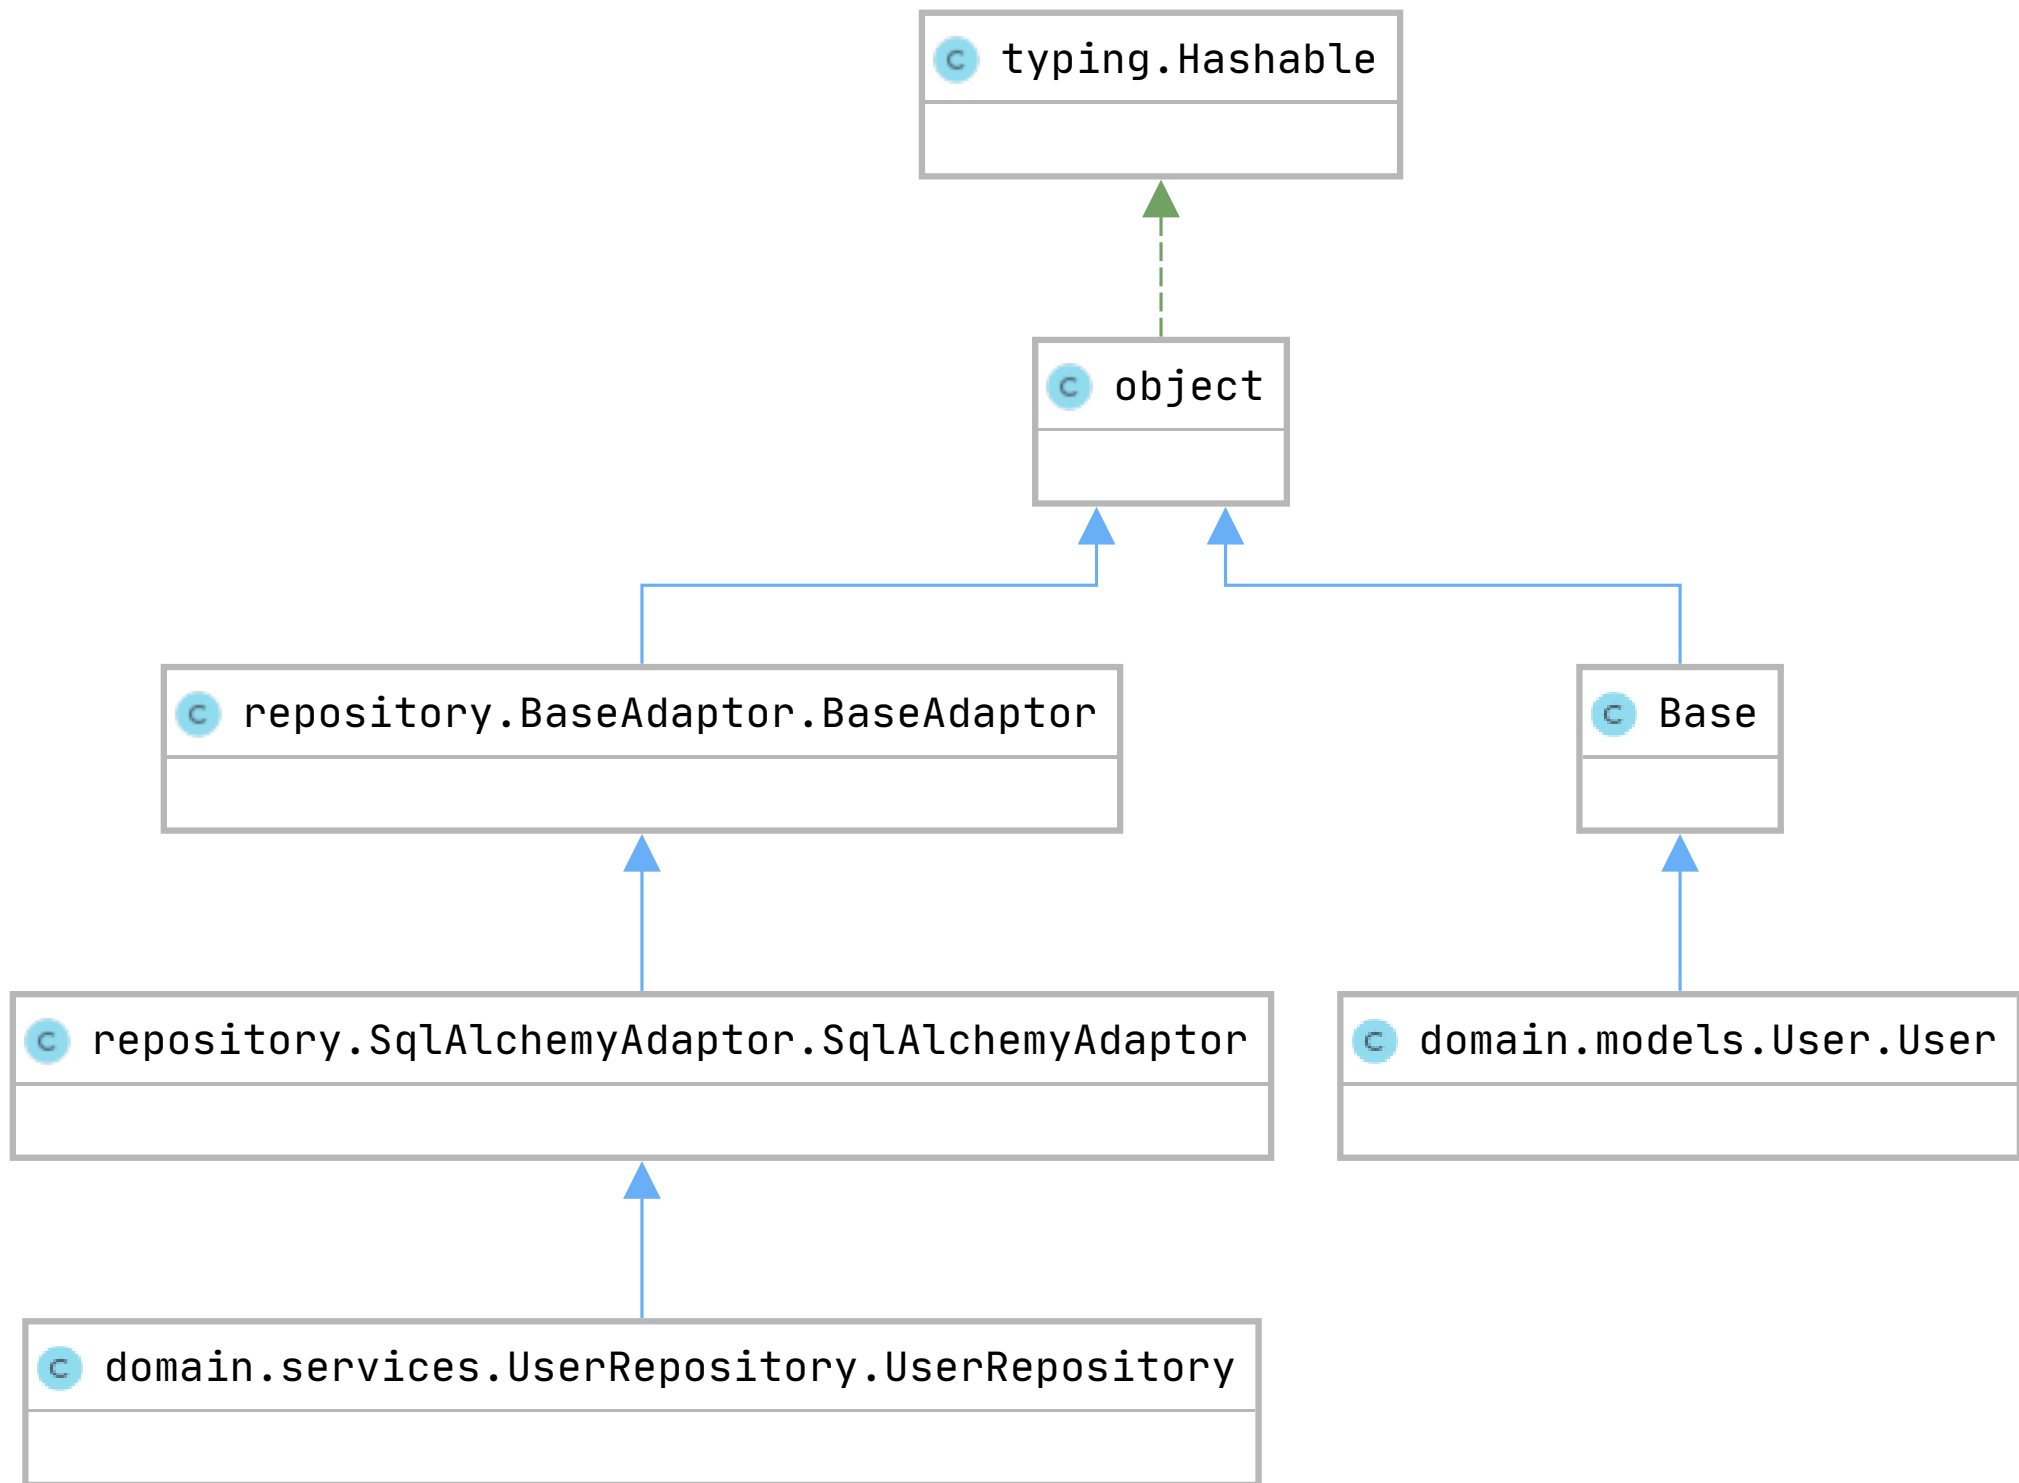 C typing.Hashable
C object
C repository.BaseAdaptor.BaseAdaptor
C Base
C repository.SqlAlchemyAdaptor.SqlAlchemyAdaptor
C domain.models.User.User
C domain.services.UserRepository.UserRepository